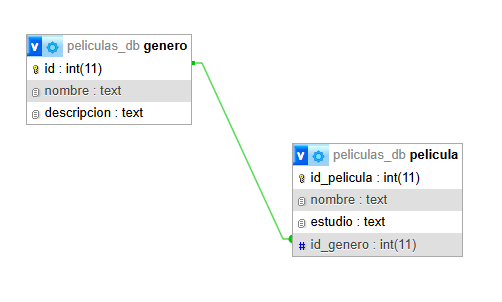 V peliculas_db genero
id : int(11)
nombre : text
descripcion : text
V peliculas_db pelicula
id_pelicula : int(11)
nombre : text
estudio : text
# id_genero : int(11)